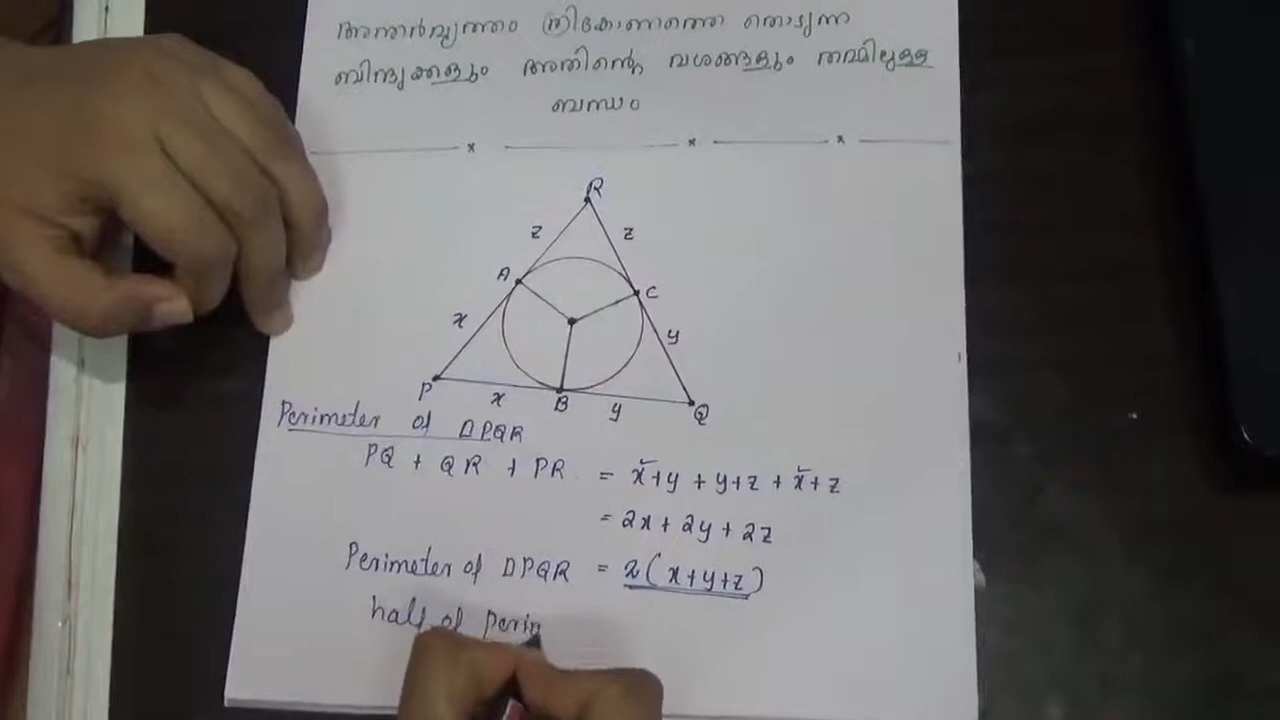 അന്തർവൃത്തം ത്രികോണത്തെ തൊടുന്ന
ബിന്ദുക്കളും അതിന്റെ വശങ്ങളും തമ്മിലുള്ള
ബന്ധം
R
z z
A C
x y
P x B y Q
Perimeter of ΔPQR
PQ + QR + PR = x+y + y+z + x+z
= 2x + 2y + 2z
Perimeter of ΔPQR = 2(x+y+z)
half of perim